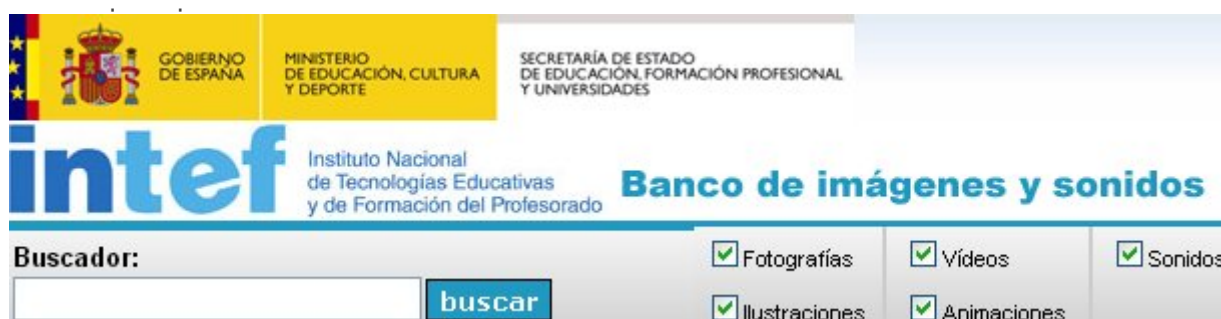 GOBIERNO
DE ESPAÑA
MINISTERIO
DE EDUCACIÓN, CULTURA
Y DEPORTE
SECRETARÍA DE ESTADO
DE EDUCACIÓN, FORMACIÓN PROFESIONAL
Y UNIVERSIDADES
intef
Instituto Nacional
de Tecnologías Educativas
y de Formación del Profesorado
Banco de imágenes y sonidos
Buscador:
buscar
Fotografías
Vídeos
Sonidos
Ilustraciones
Animaciones